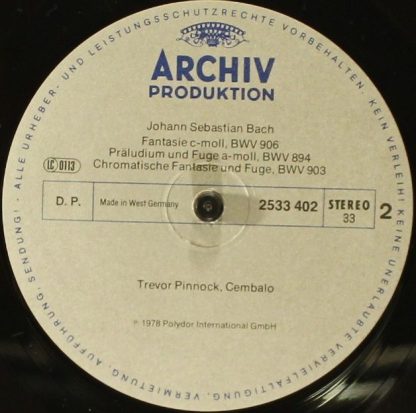 ALLE URHEBER- UND LEISTUNGSSCHUTZRECHTE VORBEHALTEN. KEIN VERLEIH! KEINE UNERLAUBTE VERVIELFÄLTIGUNG, VERMIETUNG, AUFFÜHRUNG, SENDUNG!
ARCHIV
PRODUKTION
Johann Sebastian Bach
Fantasie c-moll, BWV 906
Präludium und Fuge a-moll, BWV 894
Chromatische Fantasie und Fuge, BWV 903
LC 0113
D. P. Made in West Germany 2533 402 STEREO 33 2
Trevor Pinnock, Cembalo
℗ 1978 Polydor International GmbH